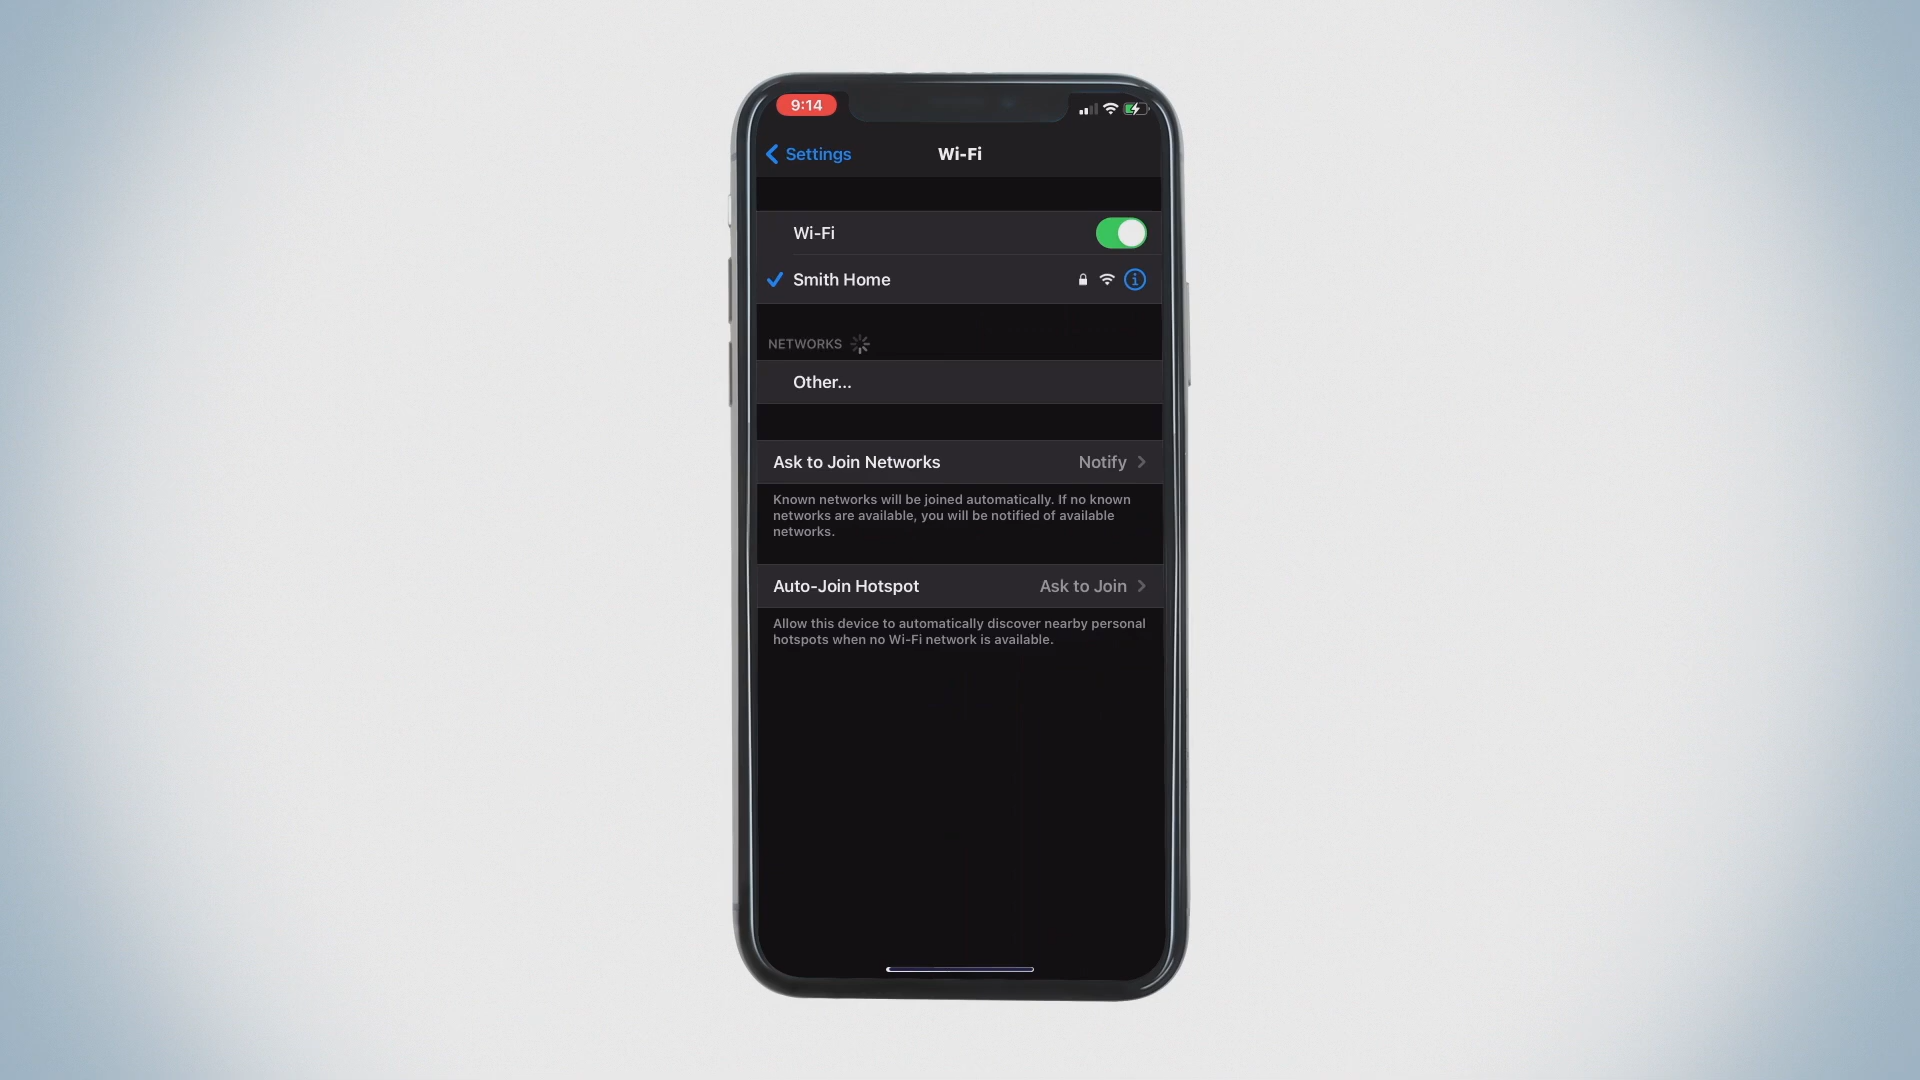 9:14
Settings
Wi-Fi
Wi-Fi
Smith Home
NETWORKS
Other...
Ask to Join Networks Notify
Known networks will be joined automatically. If no known
networks are available, you will be notified of available
networks.
Auto-Join Hotspot Ask to Join
Allow this device to automatically discover nearby personal
hotspots when no Wi-Fi network is available.